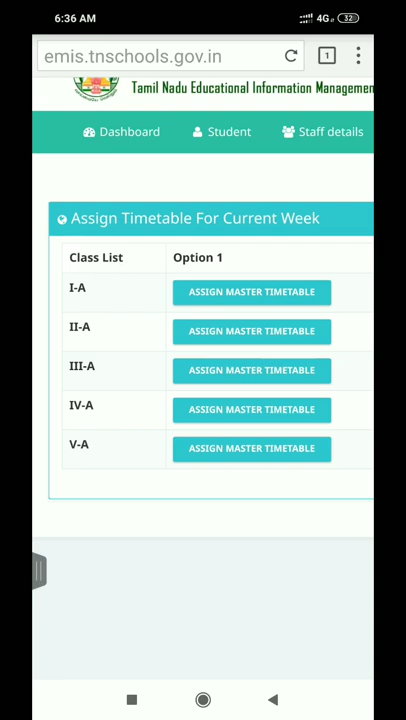 6:36 AM
4G
32
emis.tnschools.gov.in
1
Tamil Nadu Educational Information Managemen
Dashboard
Student
Staff details
Assign Timetable For Current Week
Class List
Option 1
I-A
ASSIGN MASTER TIMETABLE
II-A
ASSIGN MASTER TIMETABLE
III-A
ASSIGN MASTER TIMETABLE
IV-A
ASSIGN MASTER TIMETABLE
V-A
ASSIGN MASTER TIMETABLE